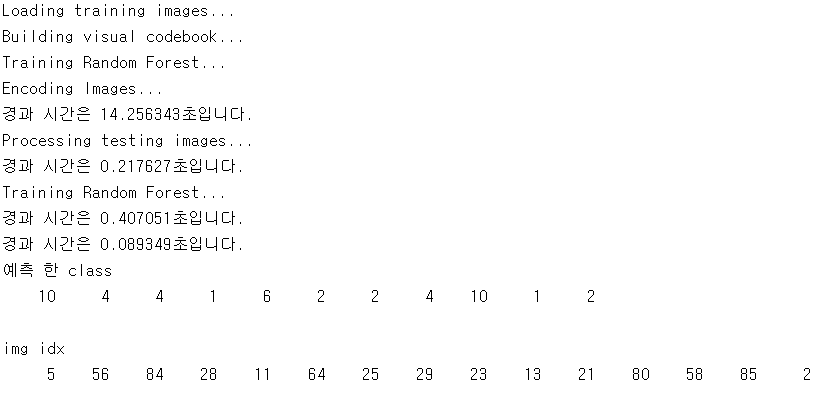 Loading training images...
Building visual codebook...
Training Random Forest...
Encoding Images...
경과 시간은 14.256343초입니다.
Processing testing images...
경과 시간은 0.217627초입니다.
Training Random Forest...
경과 시간은 0.407051초입니다.
경과 시간은 0.089349초입니다.
예측 한 class
10 4 4 1 6 2 2 4 10 1 2
img idx
5 56 84 28 11 64 25 29 23 13 21 80 58 85 2